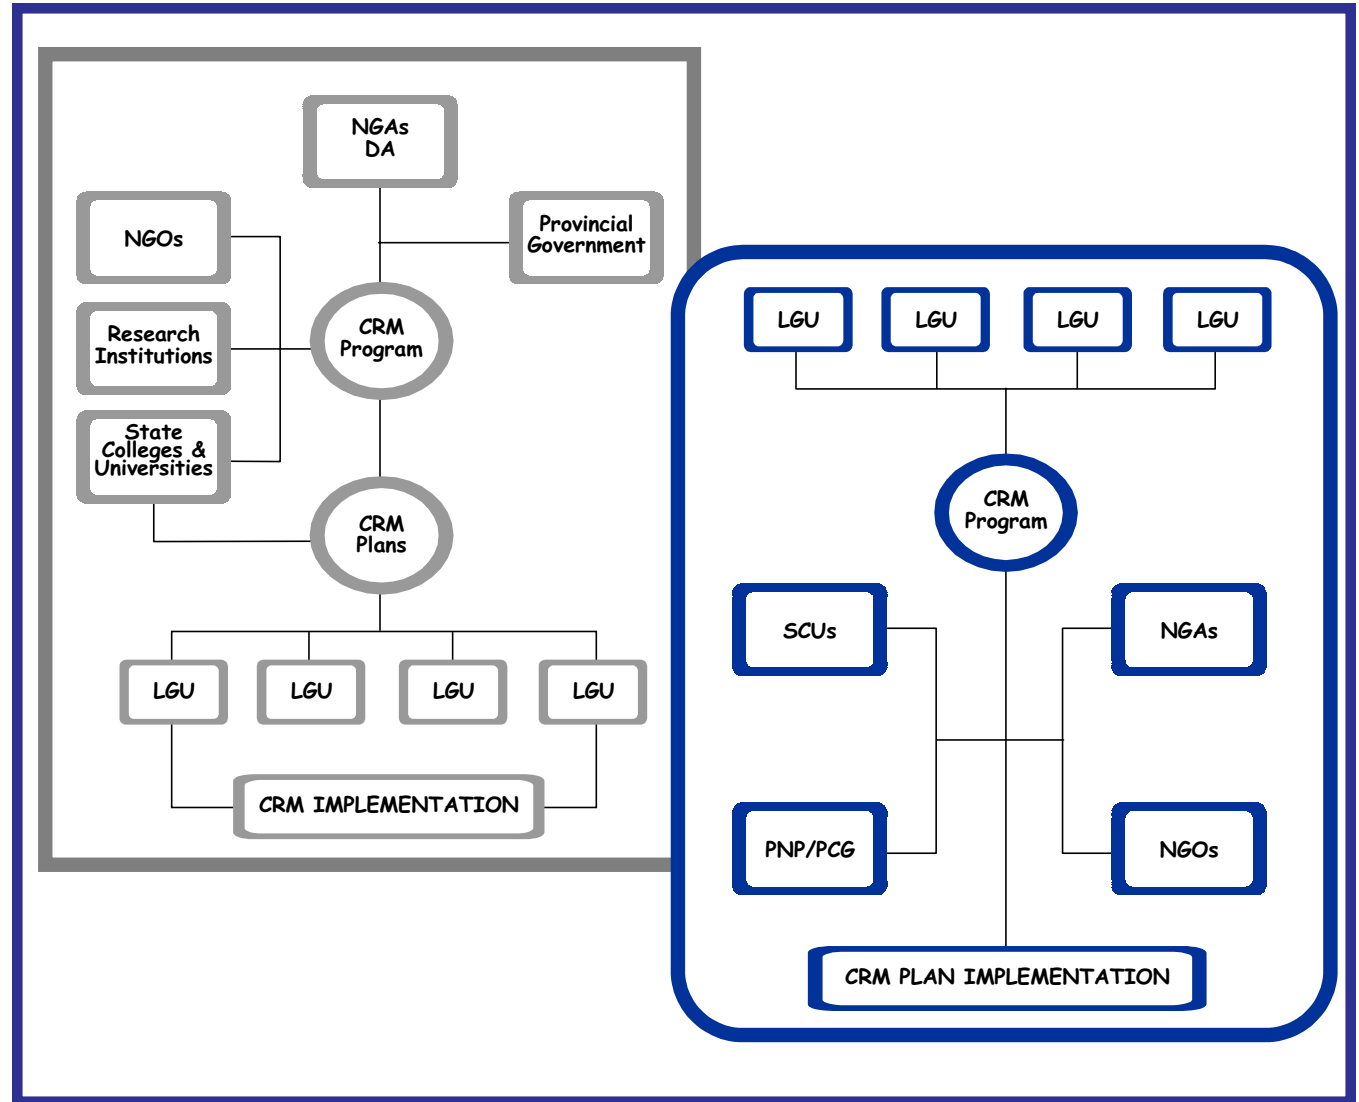 NGAs
DA
NGOs
Provincial
Government
Research
Institutions
CRM
Program
State
Colleges &
Universities
CRM
Plans
LGU
LGU
LGU
LGU
CRM IMPLEMENTATION
LGU
LGU
LGU
LGU
CRM
Program
SCUs
NGAs
PNP/PCG
NGOs
CRM PLAN IMPLEMENTATION